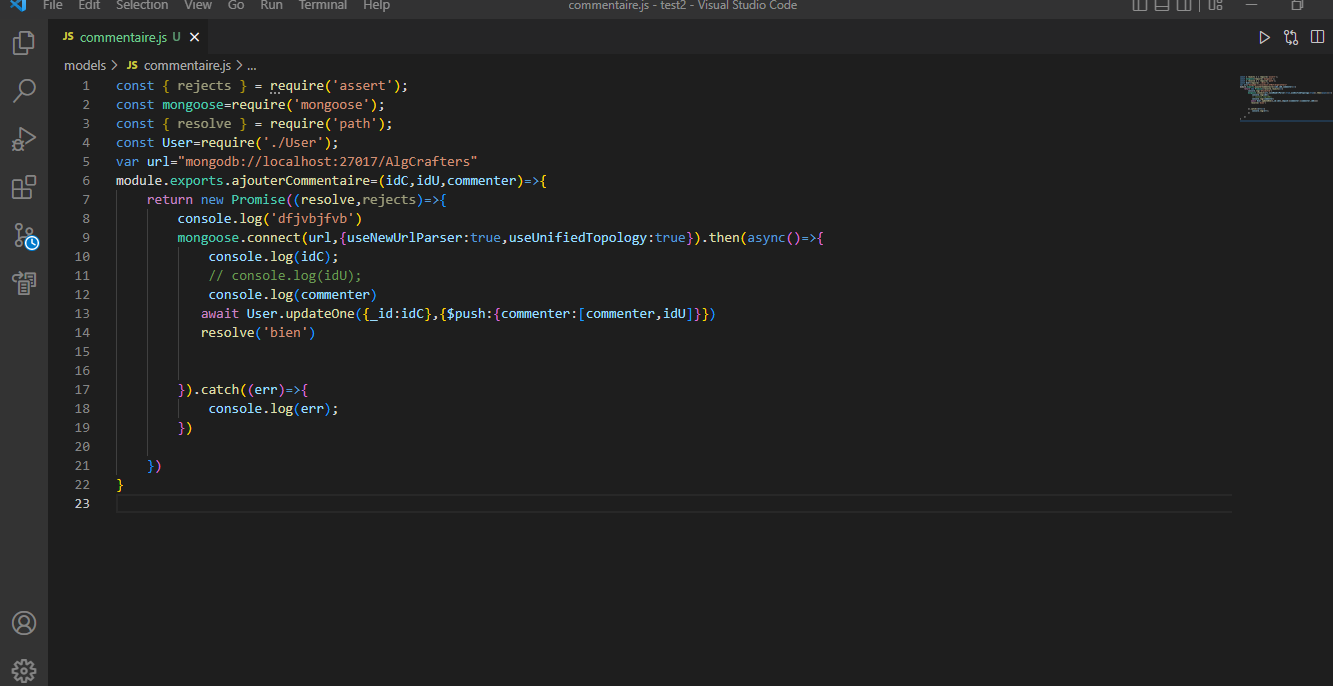 File Edit Selection View Go Run Terminal Help commentaire.js - test2 - Visual Studio Code
JS commentaire.js U
models > JS commentaire.js > ...
1 const { rejects } = require('assert');
2 const mongoose=require('mongoose');
3 const { resolve } = require('path');
4 const User=require('./User');
5 var url="mongodb://localhost:27017/AlgCrafters"
6 module.exports.ajouterCommentaire=(idC,idU,commenter)=>{
7 return new Promise((resolve,rejects)=>{
8 console.log('dfjvbjfvb')
9 mongoose.connect(url,{useNewUrlParser:true,useUnifiedTopology:true}).then(async()=>{
10 console.log(idC);
11 // console.log(idU);
12 console.log(commenter)
13 await User.updateOne({_id:idC},{$push:{commenter:[commenter,idU]}})
14 resolve('bien')
15
16
17 }).catch((err)=>{
18 console.log(err);
19 })
20
21 })
22 }
23